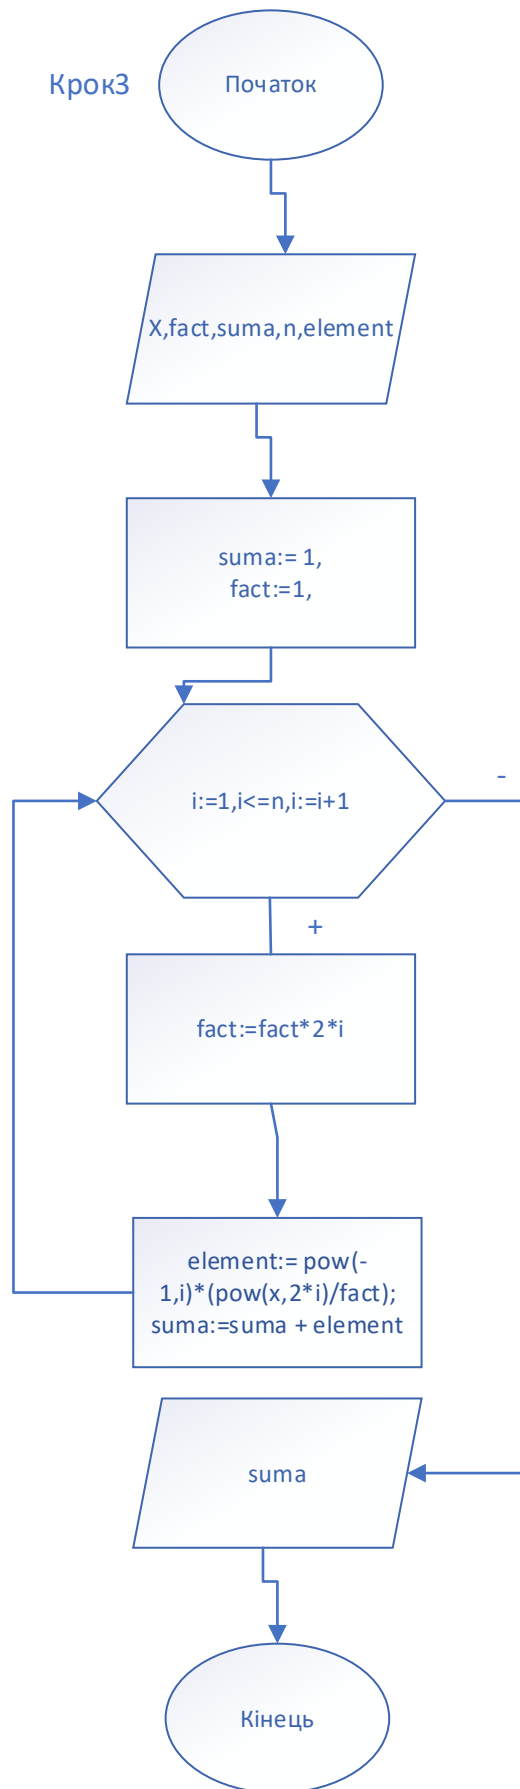 Крок3
Початок
X,fact,suma,n,element
suma:= 1,
fact:=1,
i:=1,i<=n,i:=i+1
-
+
fact:=fact*2*i
element:= pow(-
1,i)*(pow(x,2*i)/fact);
suma:=suma + element
suma
Кінець